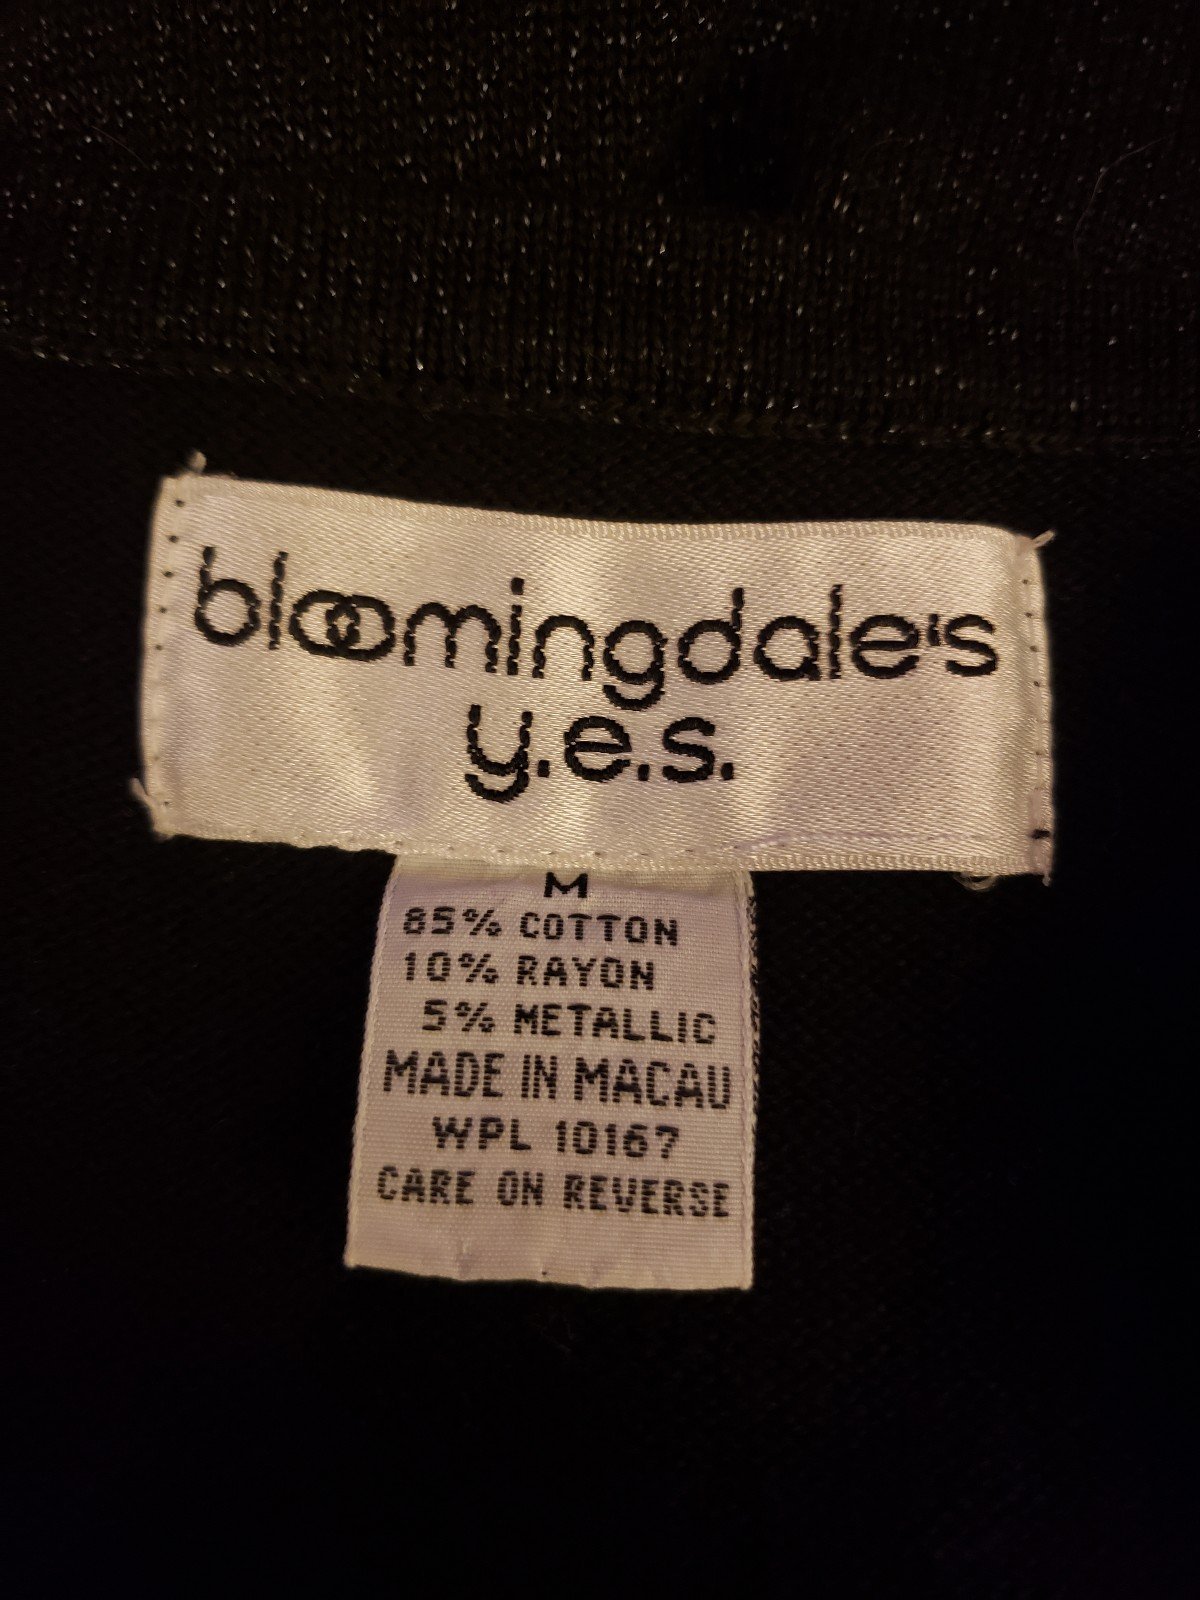 bloomingdale's
y.e.s.
M
85% COTTON
10% RAYON
5% METALLIC
MADE IN MACAU
WPL 10167
CARE ON REVERSE